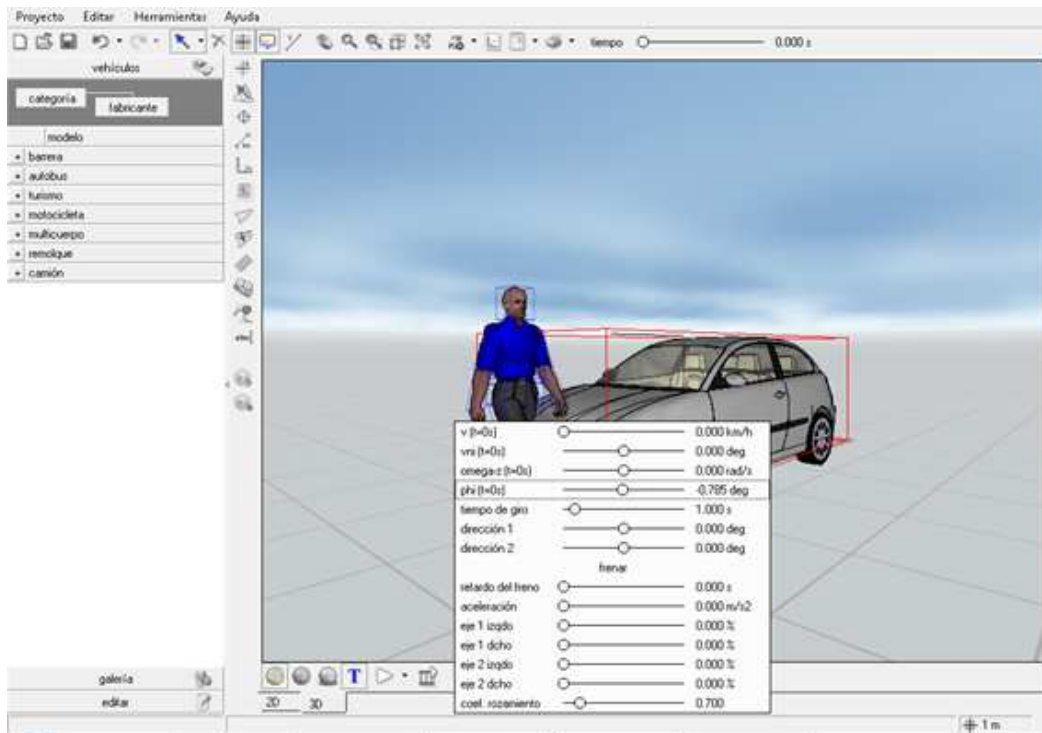 Proyecto Editar Herramientas Ayuda
tiempo 0.000 s
vehículos
categoría
fabricante
modelo
barrera
autobus
turismo
motocicleta
multicuerpo
remolque
camión
v (t=0s) 0.000 km/h
vni (t=0s) 0.000 deg
omega-z (t=0s) 0.000 rad/s
phi (t=0s) -0.785 deg
tiempo de giro 1.000 s
dirección 1 0.000 deg
dirección 2 0.000 deg
frenar
retardo del freno 0.000 s
aceleración 0.000 m/s2
eje 1 izqdo 0.000 %
eje 1 dcho 0.000 %
eje 2 izqdo 0.000 %
eje 2 dcho 0.000 %
coef. rozamiento 0.700
galería
T
editar
2D 3D
1 m